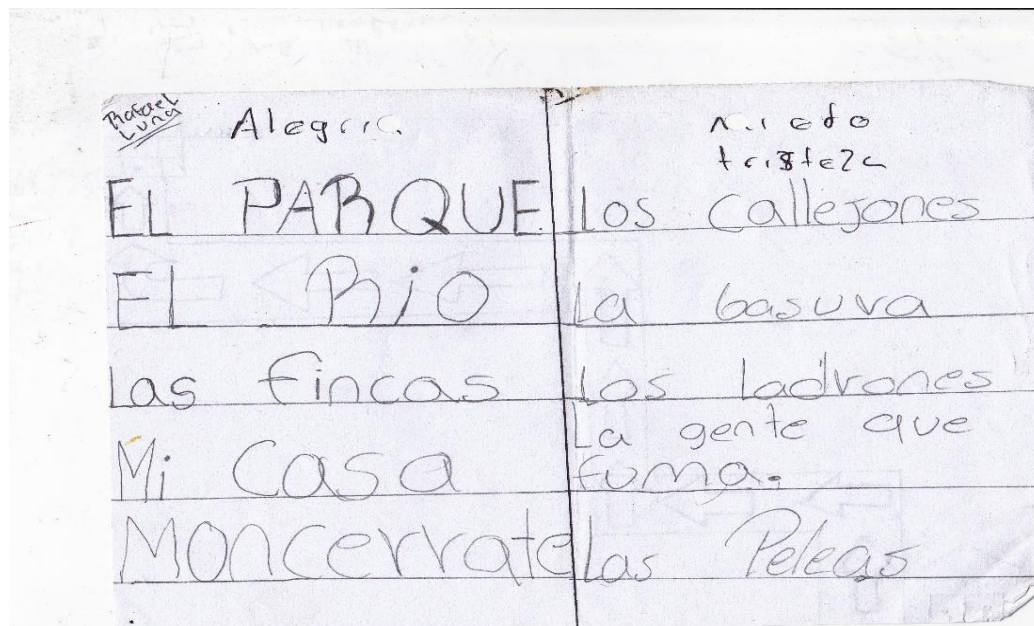 Rafael
Luna
Alegria
miedo
tristeza
EL PARQUE
Los Callejones
El Rio
La basura
Las fincas
Los ladrones
Mi Casa
La gente que
fuma.
Moncerrate
Las Peleas